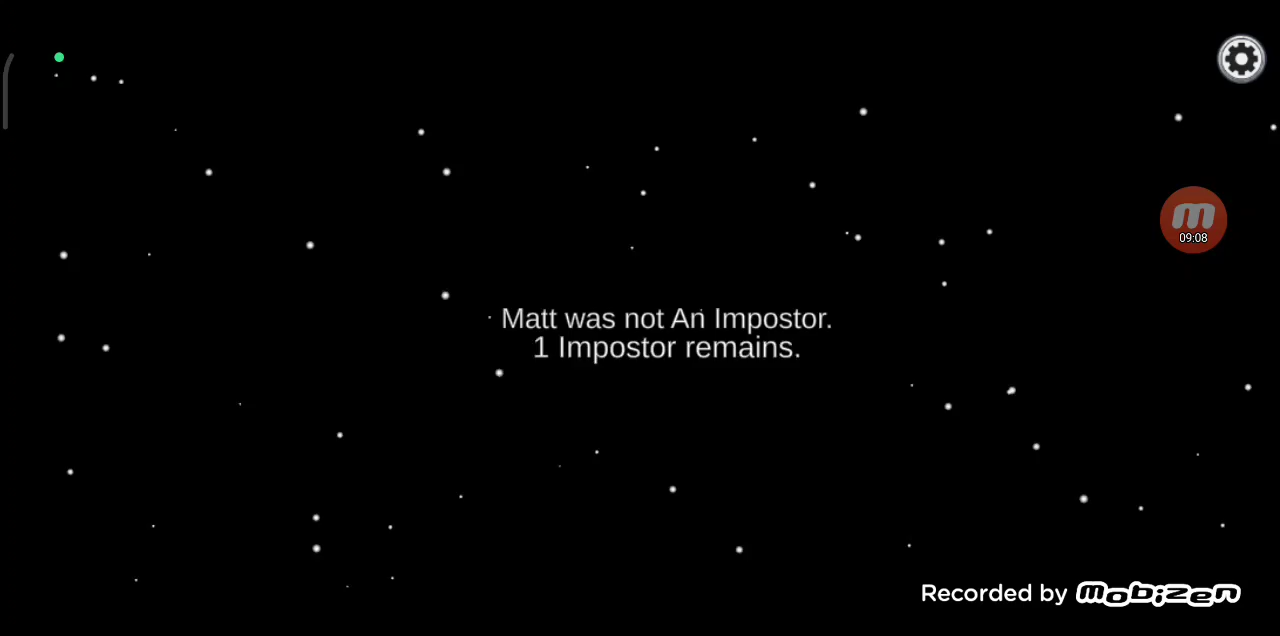 09:08
Matt was not An Impostor.
1 Impostor remains.
Recorded by mobizen